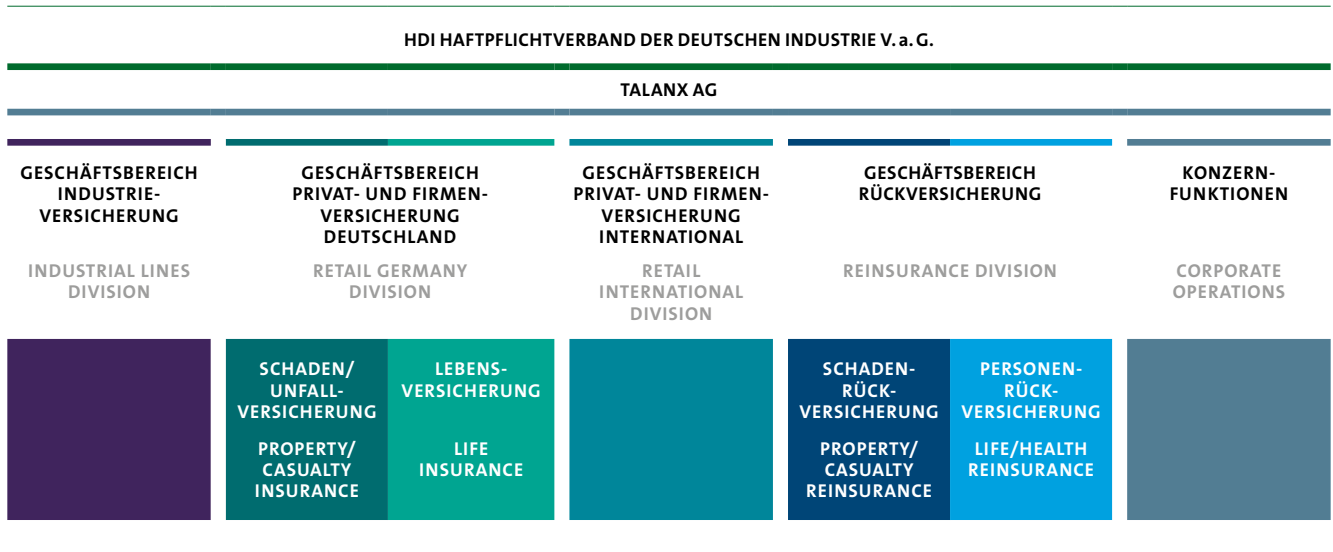 HDI HAFTPFLICHTVERBAND DER DEUTSCHEN INDUSTRIE V. a. G.
TALANX AG
GESCHÄFTSBEREICH
INDUSTRIE-
VERSICHERUNG
INDUSTRIAL LINES
DIVISION
GESCHÄFTSBEREICH
PRIVAT- UND FIRMEN-
VERSICHERUNG
DEUTSCHLAND
RETAIL GERMANY
DIVISION
SCHADEN/
UNFALL-
VERSICHERUNG
PROPERTY/
CASUALTY
INSURANCE
LEBENS-
VERSICHERUNG
LIFE
INSURANCE
GESCHÄFTSBEREICH
PRIVAT- UND FIRMEN-
VERSICHERUNG
INTERNATIONAL
RETAIL
INTERNATIONAL
DIVISION
GESCHÄFTSBEREICH
RÜCKVERSICHERUNG
REINSURANCE DIVISION
SCHADEN-
RÜCK-
VERSICHERUNG
PROPERTY/
CASUALTY
REINSURANCE
PERSONEN-
RÜCK-
VERSICHERUNG
LIFE/HEALTH
REINSURANCE
KONZERN-
FUNKTIONEN
CORPORATE
OPERATIONS